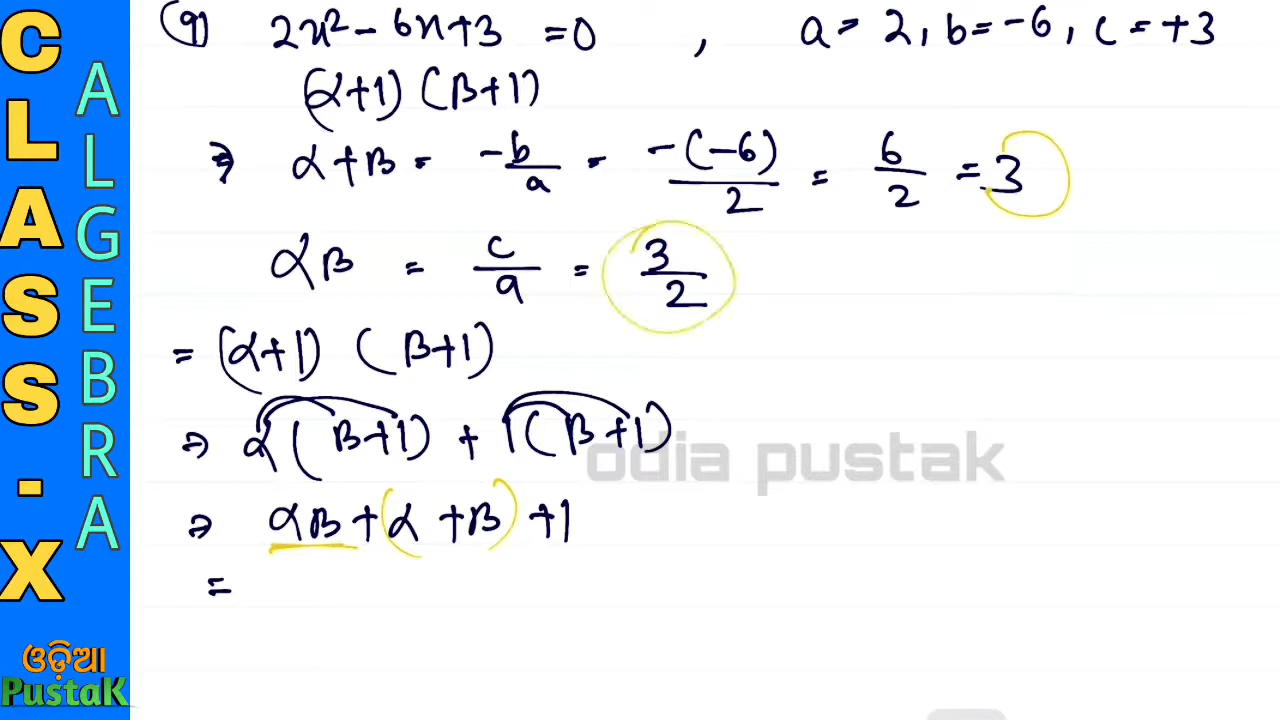 CLASS-X
ALGEBRA
ଓଡ଼ିଆ
PustaK
(9) 2x² - 6x + 3 = 0 , a = 2, b = -6, c = +3
(α+1) (β+1)
⇒ α+β = -b/a = -(-6)/2 = 6/2 = 3
αβ = c/a = 3/2
= (α+1) (β+1)
⇒ α(β+1) + 1(β+1)
odia pustak
⇒ αβ + (α + β) + 1
=